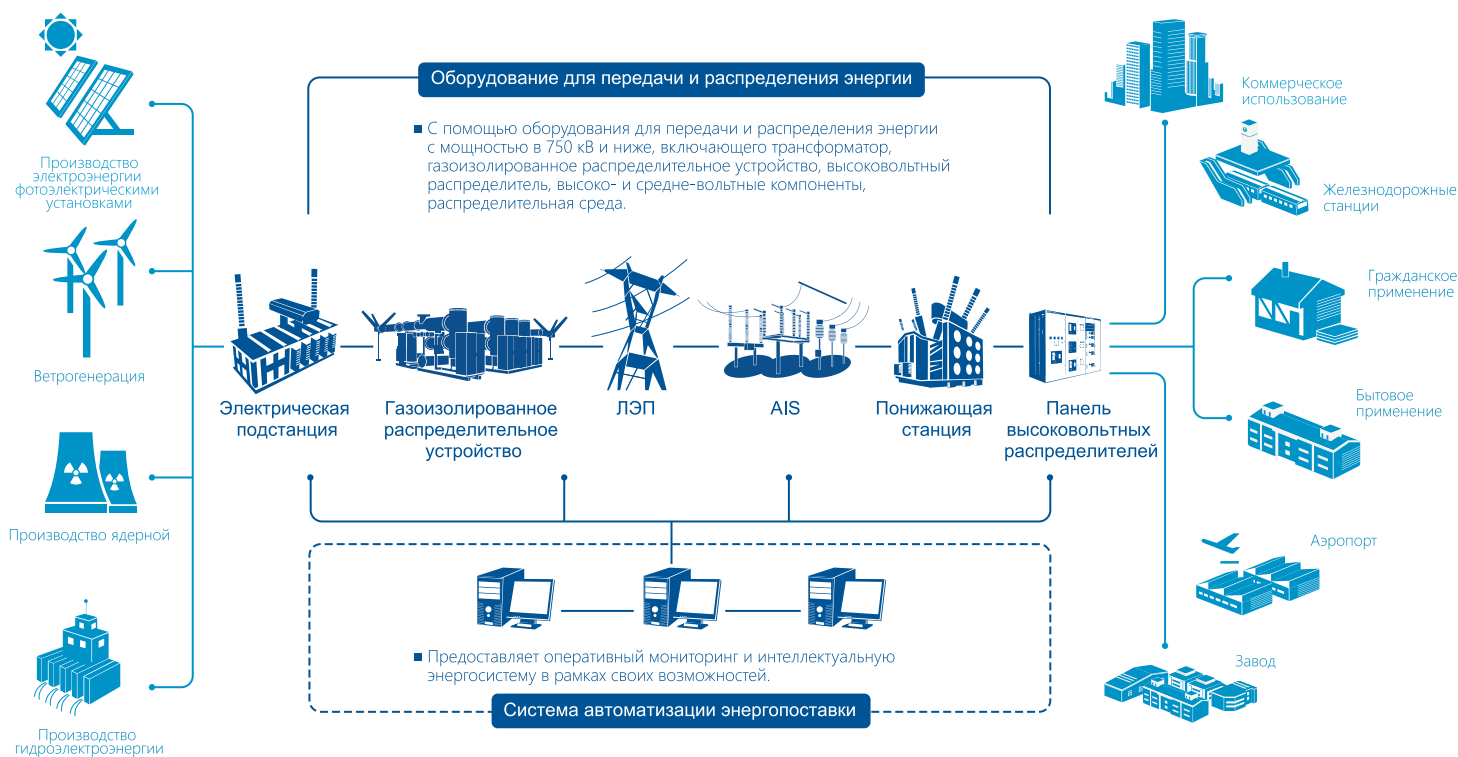 Оборудование для передачи и распределения энергии
С помощью оборудования для передачи и распределения энергии
с мощностью в 750 кВ и ниже, включающего трансформатор,
газоизолированное распределительное устройство, высоковольтный
распределитель, высоко- и средне-вольтные компоненты,
распределительная среда.
Производство
электроэнергии
фотоэлектрическими
установками
Ветрогенерация
Производство ядерной
Производство
гидроэлектроэнергии
Электрическая
подстанция
Газоизолированное
распределительное
устройство
ЛЭП
AIS
Понижающая
станция
Панель
высоковольтных
распределителей
Коммерческое
использование
Железнодорожные
станции
Гражданское
применение
Бытовое
применение
Аэропорт
Завод
Предоставляет оперативный мониторинг и интеллектуальную
энергосистему в рамках своих возможностей.
Система автоматизации энергопоставки